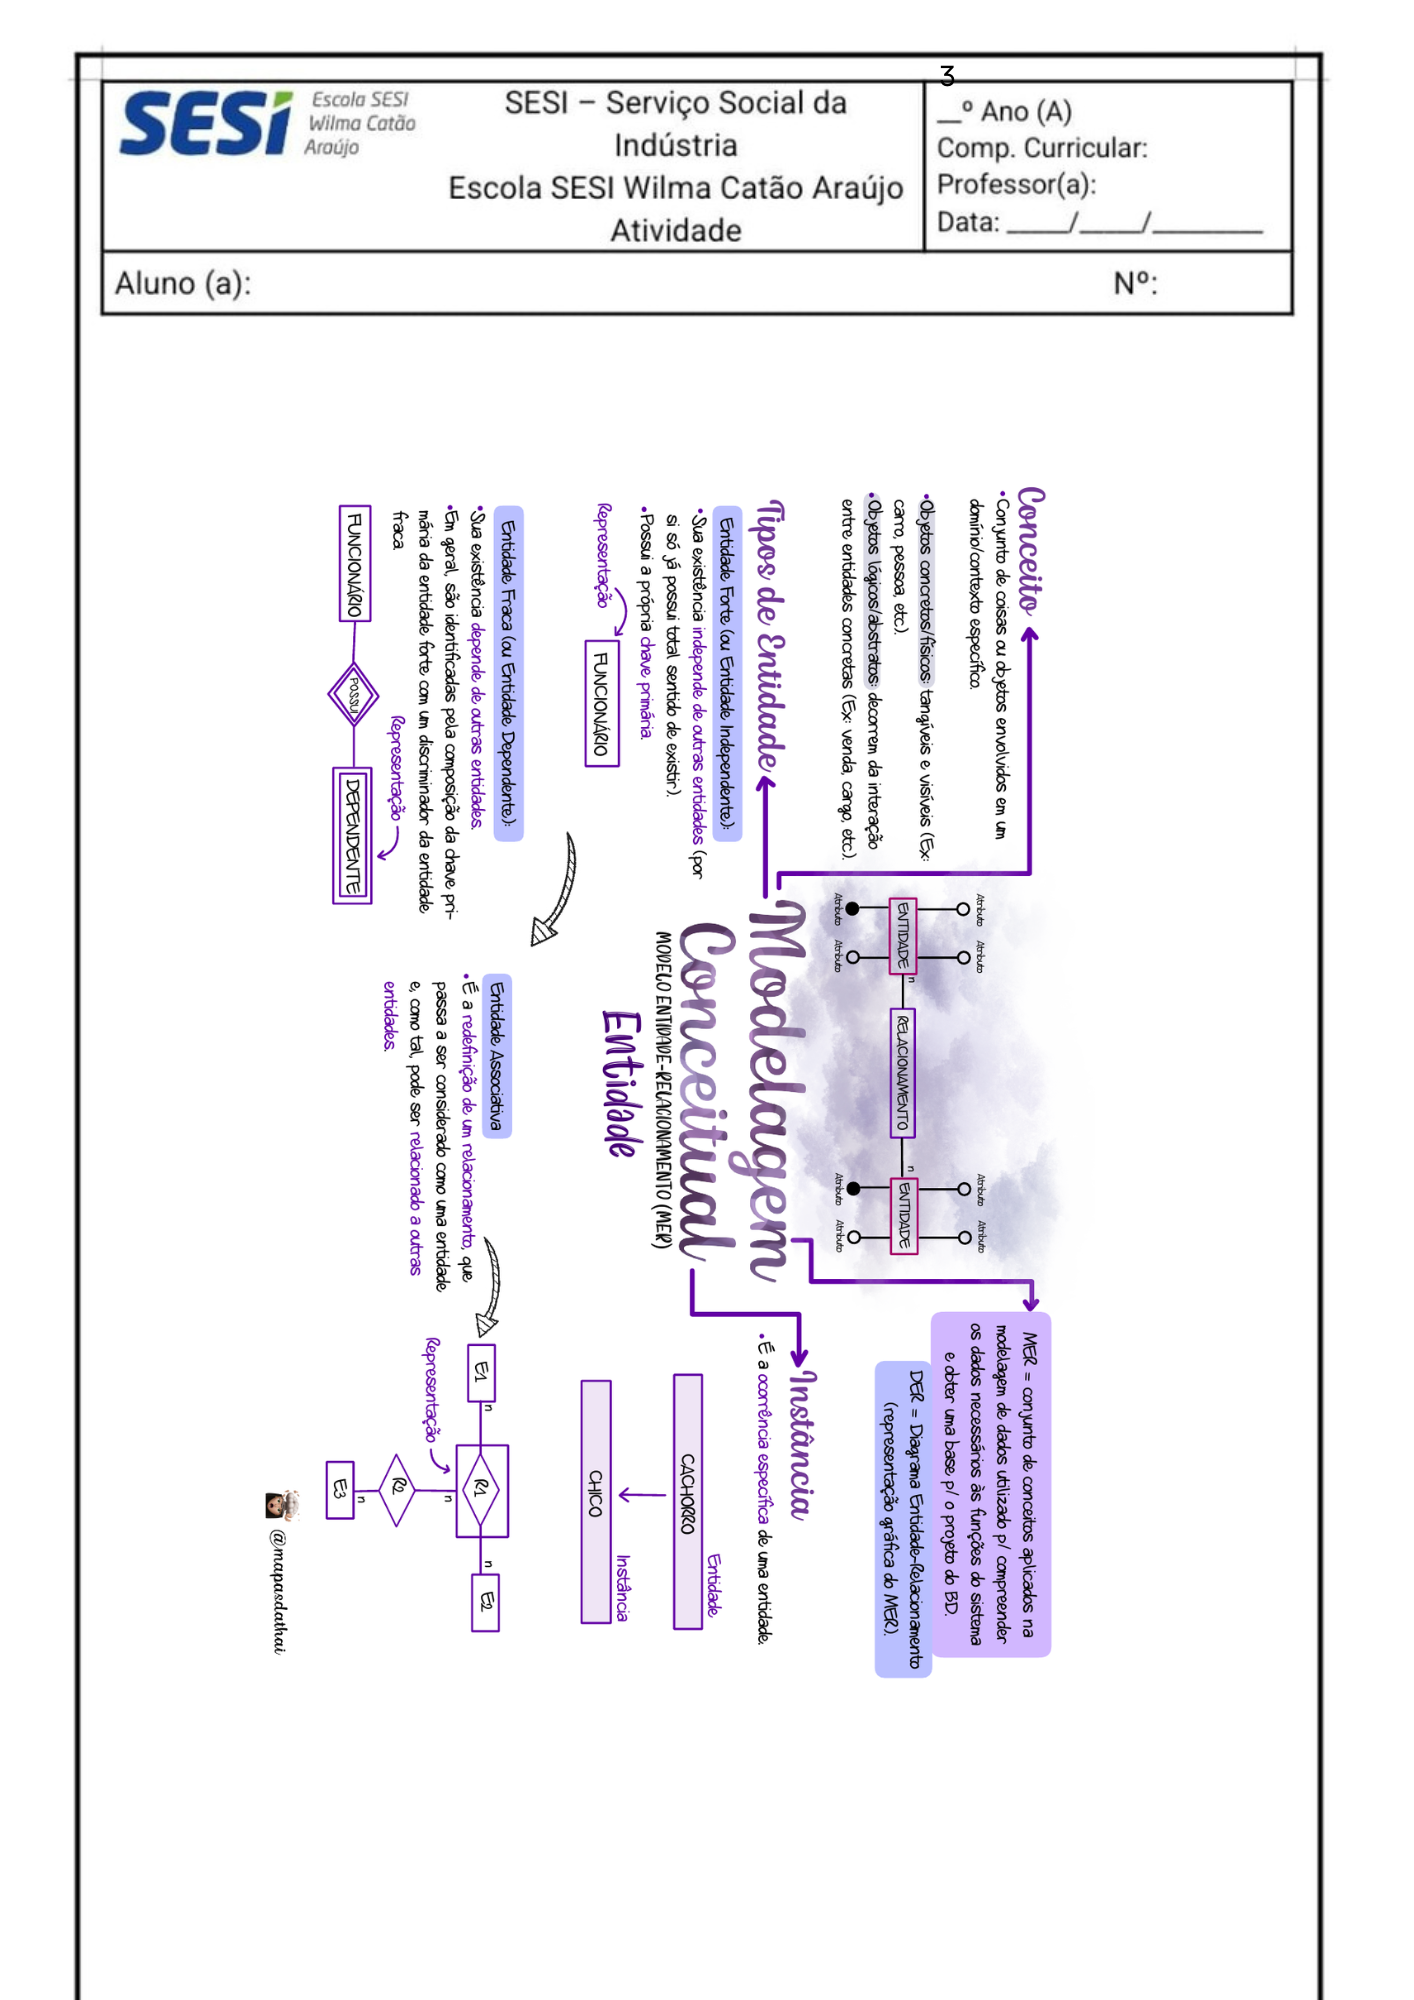 3
SESI
Escola SESI
Wilma Catão
Araújo
SESI – Serviço Social da
Indústria
Escola SESI Wilma Catão Araújo
Atividade
__º Ano (A)
Comp. Curricular:
Professor(a):
Data: _____/_____/_________
Aluno (a):
Nº:
Conceito
•Conjunto de coisas ou objetos envolvidos em um
domínio/contexto específico.
•Objetos concretos/físicos: tangíveis e visíveis (Ex:
carro, pessoa, etc.).
•Objetos lógicos/abstratos: decorrem da interação
entre entidades concretas (Ex: venda, cargo, etc.).
Atributo
Atributo
ENTIDADE
Atributo
Atributo
n
RELACIONAMENTO
n
Atributo
Atributo
ENTIDADE
Atributo
Atributo
MER = conjunto de conceitos aplicados na
modelagem de dados utilizado p/ compreender
os dados necessários às funções do sistema
e obter uma base p/ o projeto do BD.
DER = Diagrama Entidade-Relacionamento
(representação gráfica do MER).
Modelagem
Conceitual
MODELO ENTIDADE-RELACIONAMENTO (MER)
Entidade
Tipos de Entidade
Entidade Forte (ou Entidade Independente):
•Sua existência independe de outras entidades (por
si só já possui total sentido de existir).
•Possui a própria chave primária.
Representação
FUNCIONÁRIO
Entidade Fraca (ou Entidade Dependente):
•Sua existência depende de outras entidades.
•Em geral, são identificadas pela composição da chave pri-
mária da entidade forte com um discriminador da entidade
fraca.
Representação
FUNCIONÁRIO
POSSUI
DEPENDENTE
Instância
•É a ocorrência específica de uma entidade.
Entidade
CACHORRO
Instância
CHICO
Entidade Associativa
•É a redefinição de um relacionamento, que
passa a ser considerado como uma entidade
e, como tal, pode ser relacionado a outras
entidades.
Representação
E1
n
R1
n
E2
n
R2
n
E3
@mapasdathai